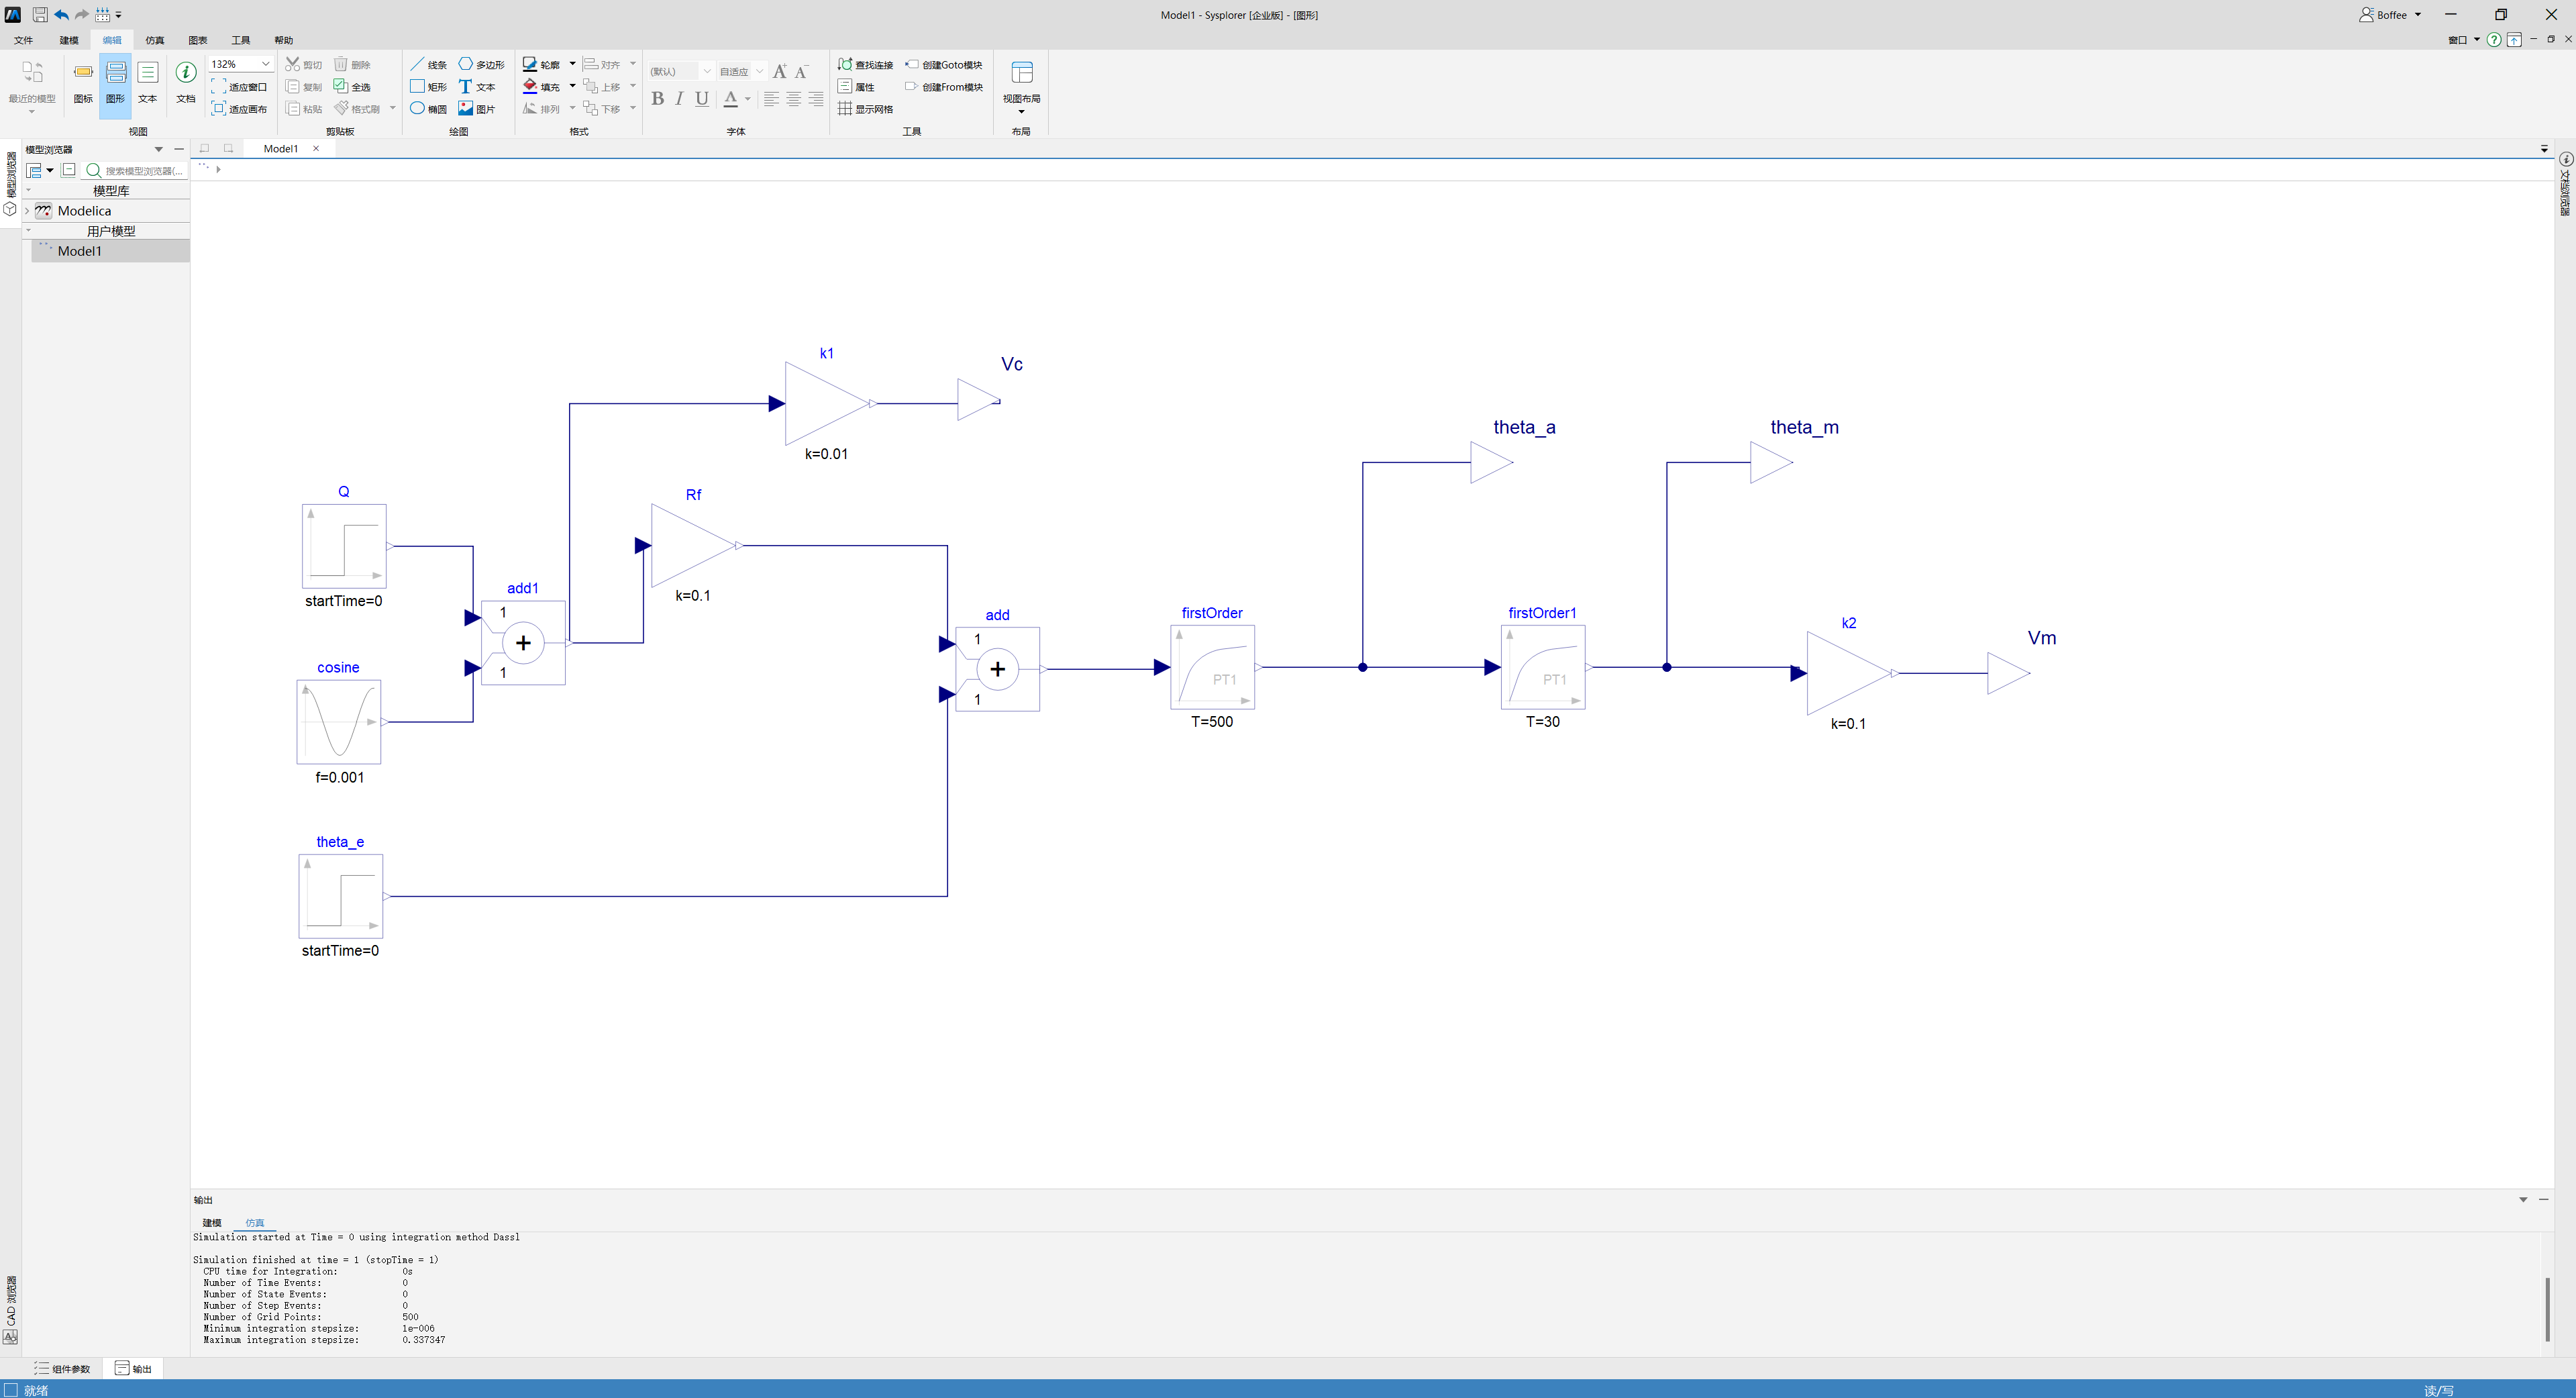 Model1 - Sysplorer [企业版] - [图形]
Boffee
文件 建模 编辑 仿真 图表 工具 帮助
窗口
最近的模型
图标
图形
文本
文档
132%
适应窗口
适应画布
视图
剪切
删除
复制
全选
粘贴
格式刷
剪贴板
线条
多边形
矩形
文本
椭圆
图片
绘图
轮廓
对齐
填充
上移
排列
下移
格式
(默认)
自适应
字体
查找连接
创建Goto模块
属性
创建From模块
显示网格
工具
视图布局
布局
模型浏览器
模型浏览器
搜索模型浏览器(...
模型库
Modelica
用户模型
Model1
Model1
文档浏览器
k1
k=0.01
Vc
theta_a
theta_m
Q
startTime=0
Rf
k=0.1
add1
1
+
1
cosine
f=0.001
add
1
+
1
firstOrder
PT1
T=500
firstOrder1
PT1
T=30
k2
k=0.1
Vm
theta_e
startTime=0
输出
建模 仿真
Simulation started at Time = 0 using integration method Dassl
Simulation finished at time = 1 (stopTime = 1)
CPU time for Integration: 0s
Number of Time Events: 0
Number of State Events: 0
Number of Step Events: 0
Number of Grid Points: 500
Minimum integration stepsize: 1e-006
Maximum integration stepsize: 0.337347
CAD 浏览器
组件参数 输出
就绪
读/写